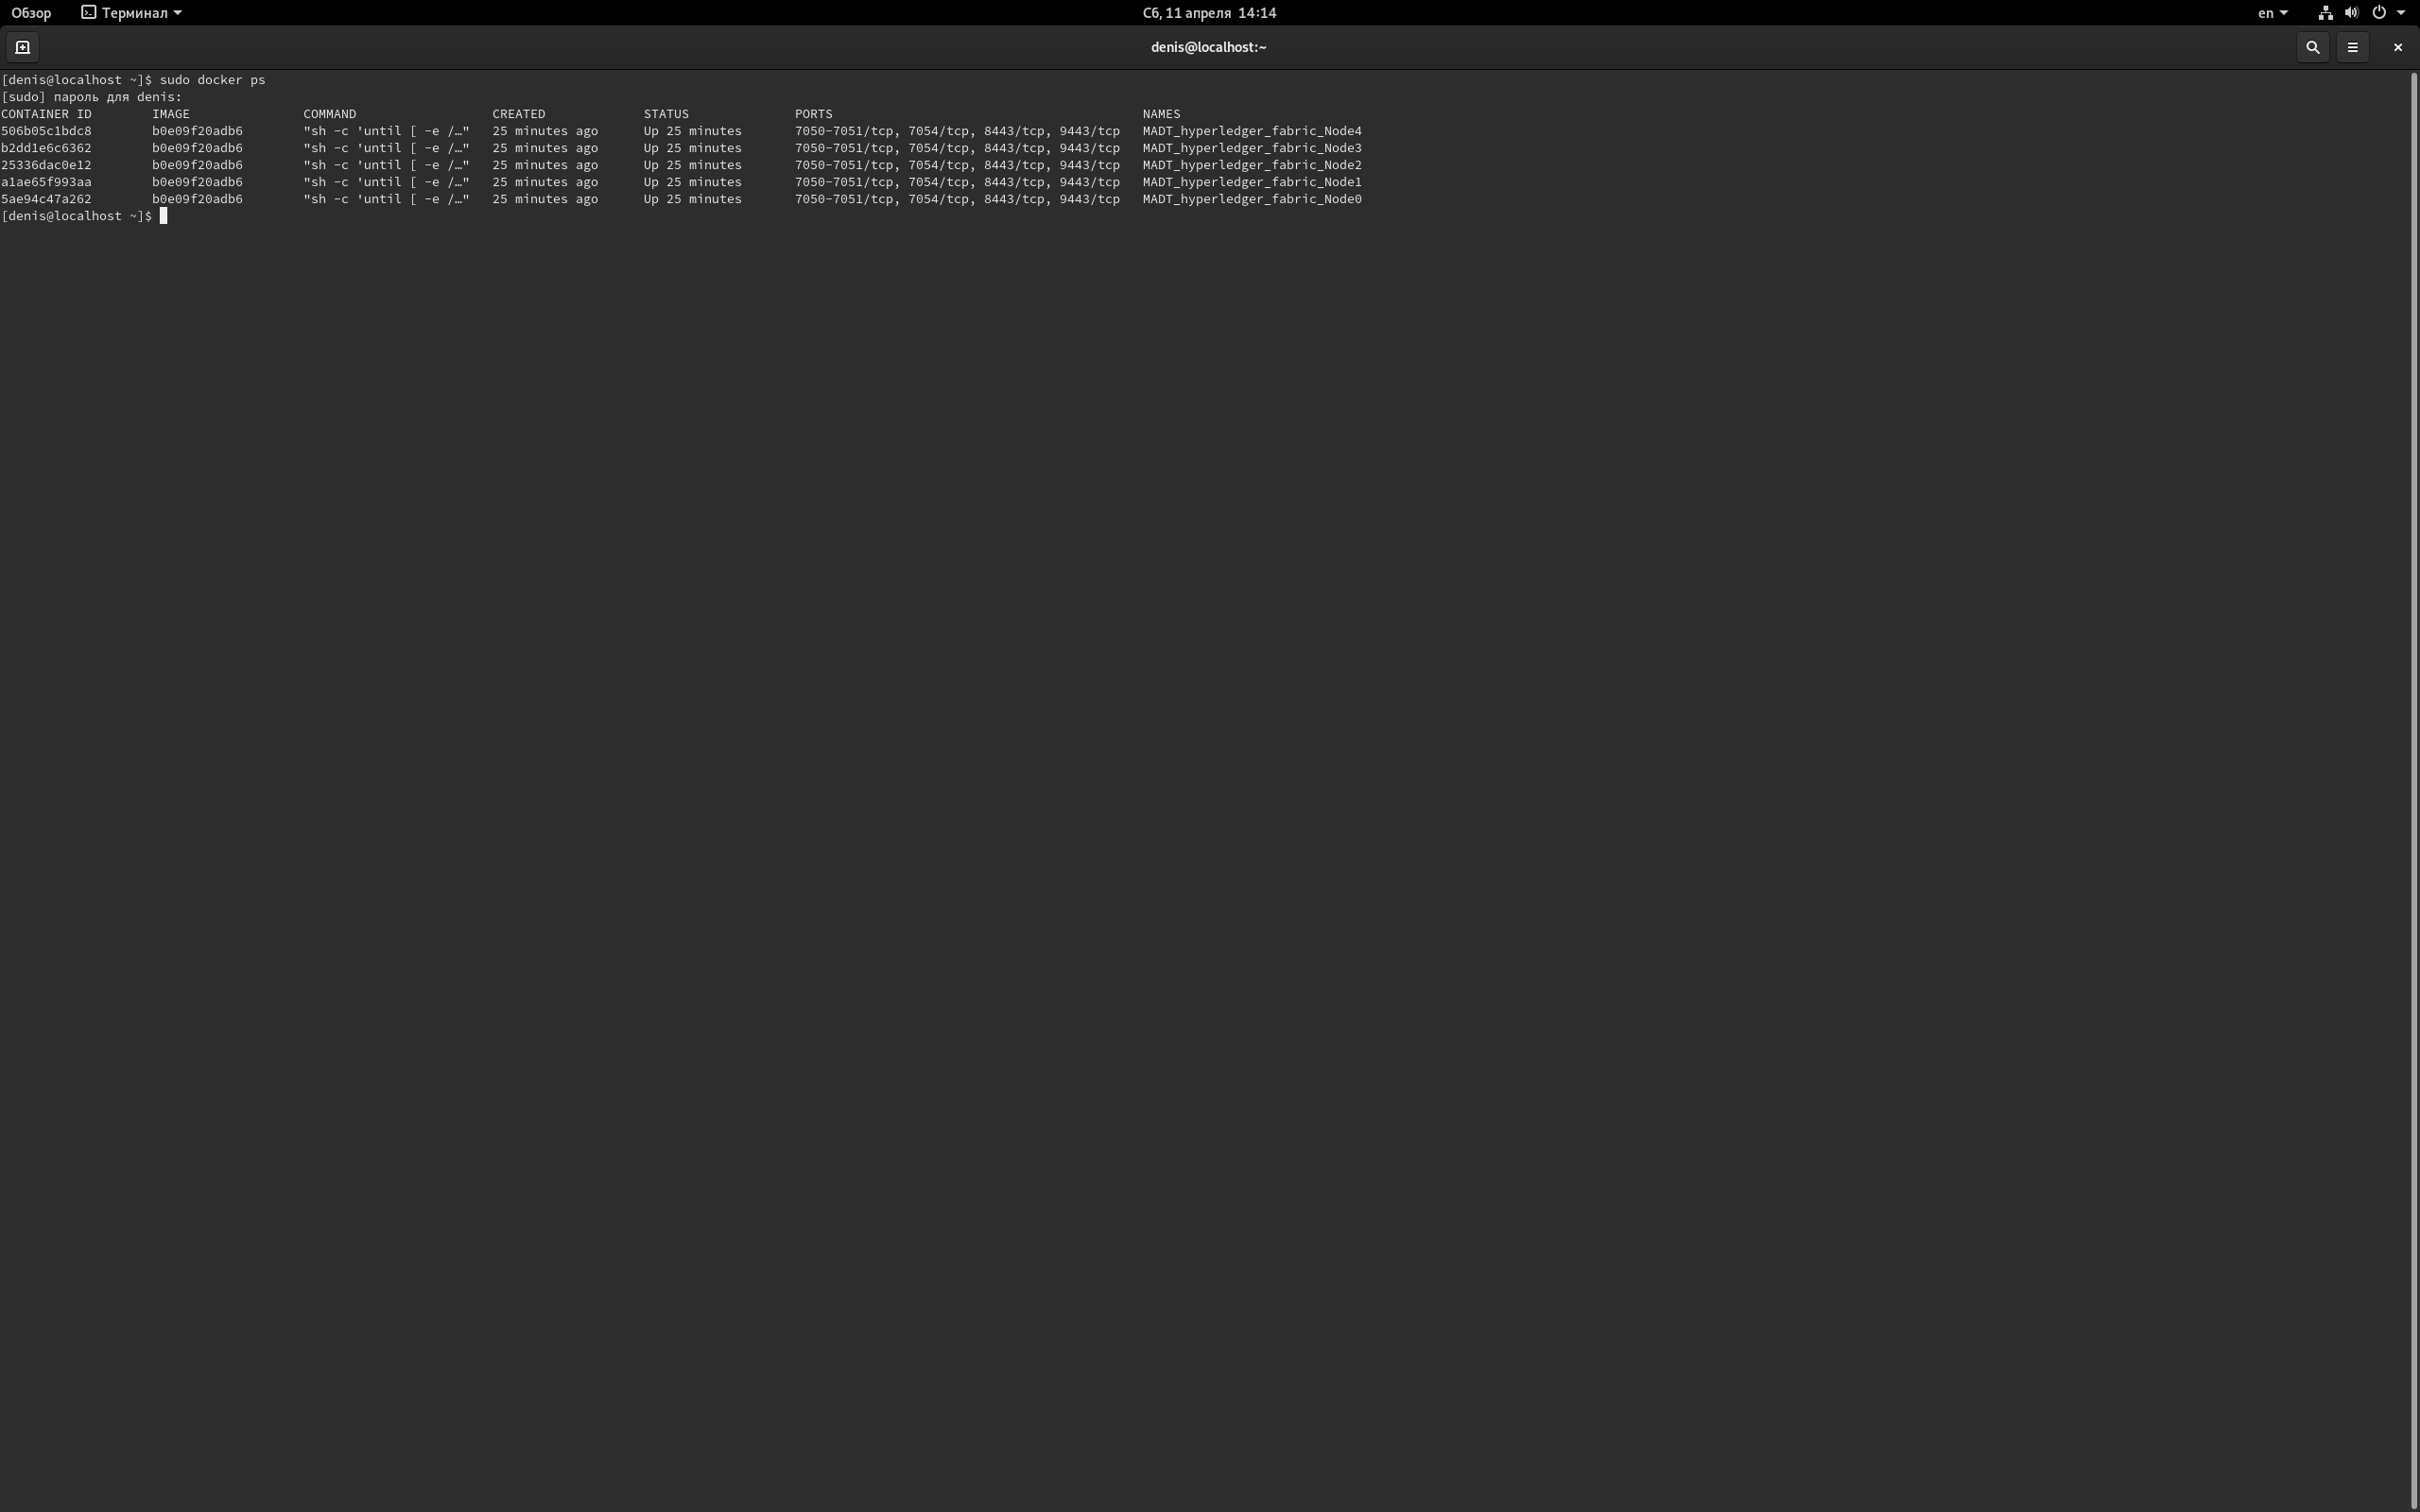 Обзор Терминал Сб, 11 апреля 14:14 en
denis@localhost:~
[denis@localhost ~]$ sudo docker ps
[sudo] пароль для denis:
CONTAINER ID        IMAGE               COMMAND                  CREATED             STATUS              PORTS                                         NAMES
506b05c1bdc8        b0e09f20adb6        "sh -c 'until [ -e /…"   25 minutes ago      Up 25 minutes       7050-7051/tcp, 7054/tcp, 8443/tcp, 9443/tcp   MADT_hyperledger_fabric_Node4
b2dd1e6c6362        b0e09f20adb6        "sh -c 'until [ -e /…"   25 minutes ago      Up 25 minutes       7050-7051/tcp, 7054/tcp, 8443/tcp, 9443/tcp   MADT_hyperledger_fabric_Node3
25336dac0e12        b0e09f20adb6        "sh -c 'until [ -e /…"   25 minutes ago      Up 25 minutes       7050-7051/tcp, 7054/tcp, 8443/tcp, 9443/tcp   MADT_hyperledger_fabric_Node2
a1ae65f993aa        b0e09f20adb6        "sh -c 'until [ -e /…"   25 minutes ago      Up 25 minutes       7050-7051/tcp, 7054/tcp, 8443/tcp, 9443/tcp   MADT_hyperledger_fabric_Node1
5ae94c47a262        b0e09f20adb6        "sh -c 'until [ -e /…"   25 minutes ago      Up 25 minutes       7050-7051/tcp, 7054/tcp, 8443/tcp, 9443/tcp   MADT_hyperledger_fabric_Node0
[denis@localhost ~]$